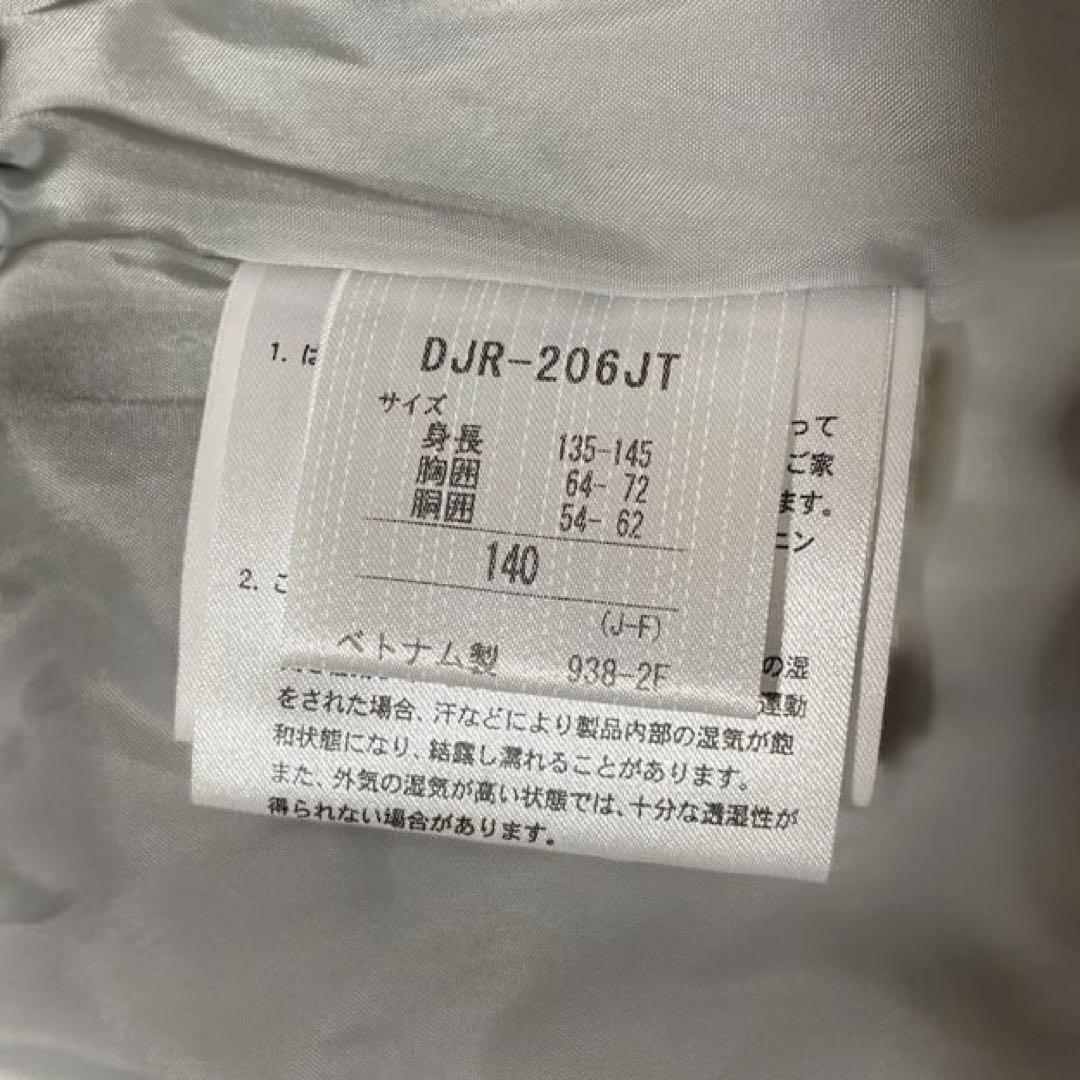 DJR-206JT
サイズ
身長 135-145
胸囲 64- 72
胴囲 54- 62
140
(J-F)
ベトナム製 938-2F
1. は
って
ご家
ます。
ニン
2. こ
の湿
運動
をされた場合、汗などにより製品内部の湿気が飽
和状態になり、結露し濡れることがあります。
また、外気の湿気が高い状態では、十分な透湿性が
得られない場合があります。